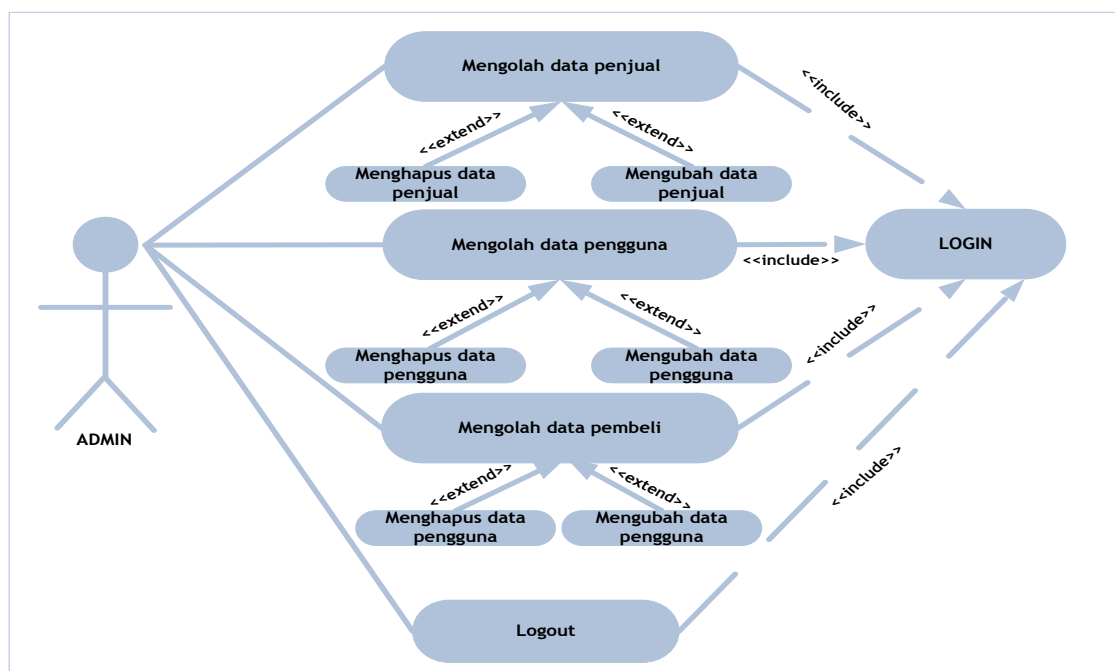 Mengolah data penjual
<<include>>
<<extend>>
<<extend>>
Menghapus data
penjual
Mengubah data
penjual
Mengolah data pengguna
LOGIN
<<include>>
<<extend>>
<<extend>>
<<include>>
Menghapus data
pengguna
Mengubah data
pengguna
Mengolah data pembeli
ADMIN
<<extend>>
<<extend>>
<<include>>
Menghapus data
pengguna
Mengubah data
pengguna
Logout